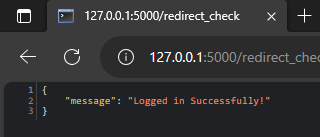 127.0.0.1:5000/redirect_check
127.0.0.1:5000/redirect_chec
1 {
2 "message": "Logged in Successfully!"
3 }